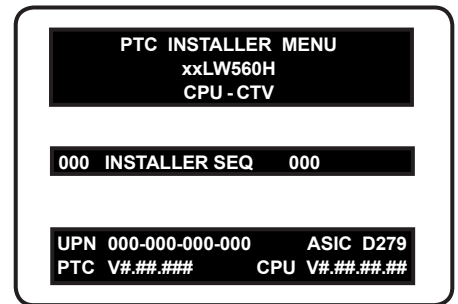 PTC INSTALLER MENU
xxLW560H
CPU - CTV
000 INSTALLER SEQ 000
UPN 000-000-000-000 ASIC D279
PTC V#.##.### CPU V#.##.##.##